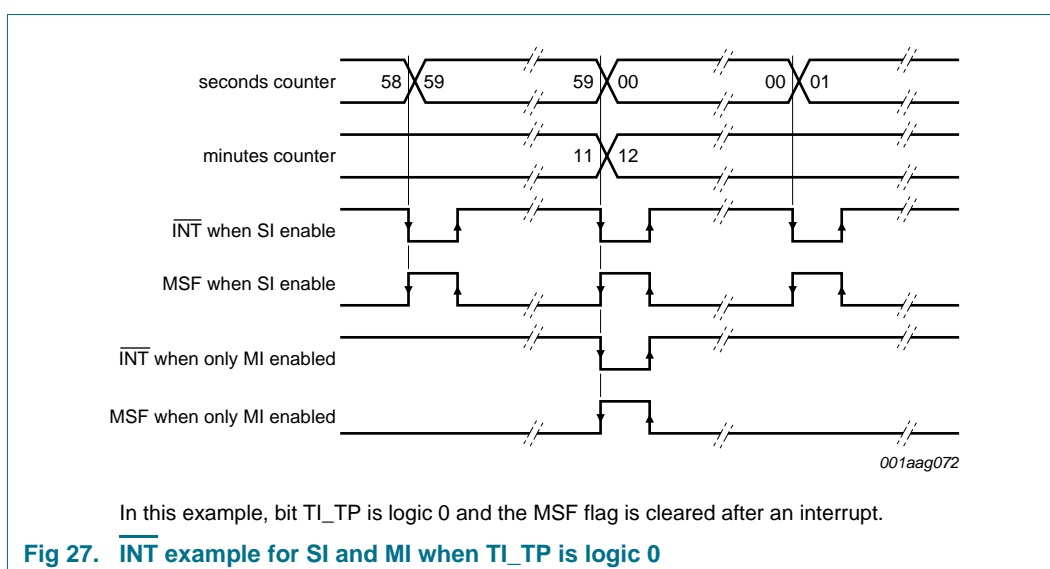 seconds counter 58 59 59 00 00 01
minutes counter 11 12
INT when SI enable
MSF when SI enable
INT when only MI enabled
MSF when only MI enabled
001aag072
In this example, bit TI_TP is logic 0 and the MSF flag is cleared after an interrupt.
Fig 27. INT example for SI and MI when TI_TP is logic 0